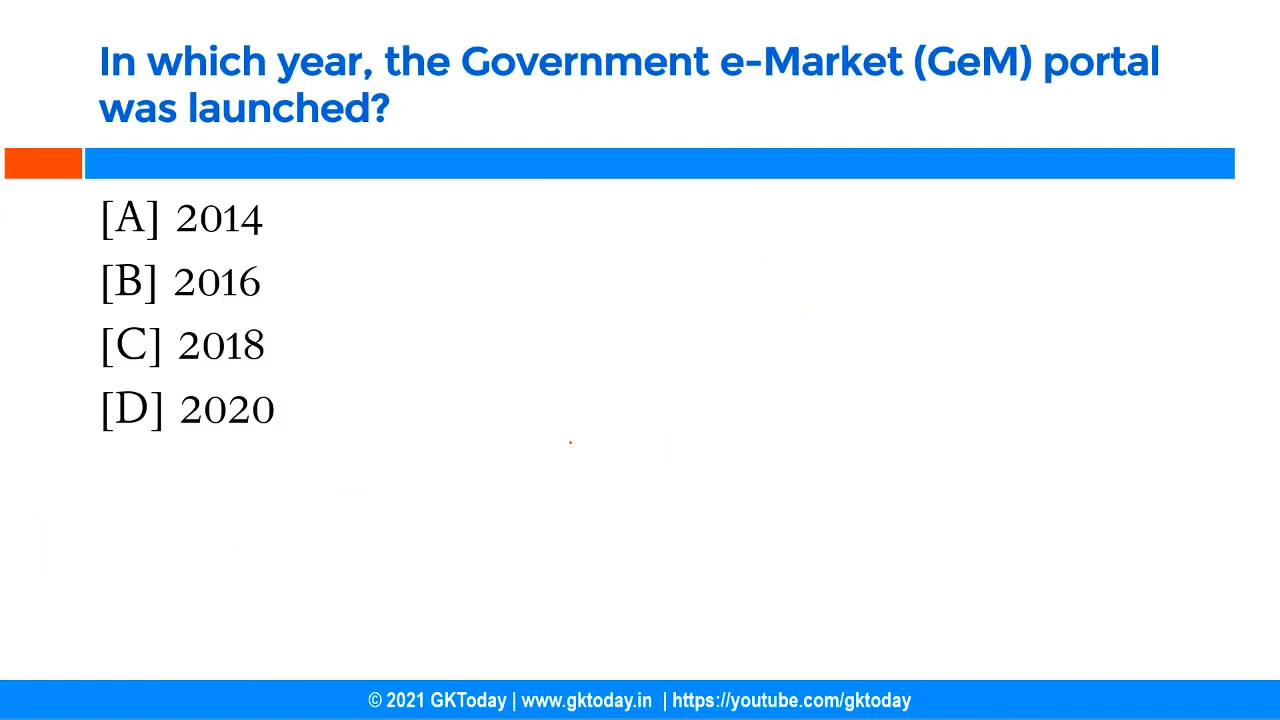 In which year, the Government e-Market (GeM) portal
was launched?
[A] 2014
[B] 2016
[C] 2018
[D] 2020
© 2021 GKToday | www.gktoday.in | https://youtube.com/gktoday